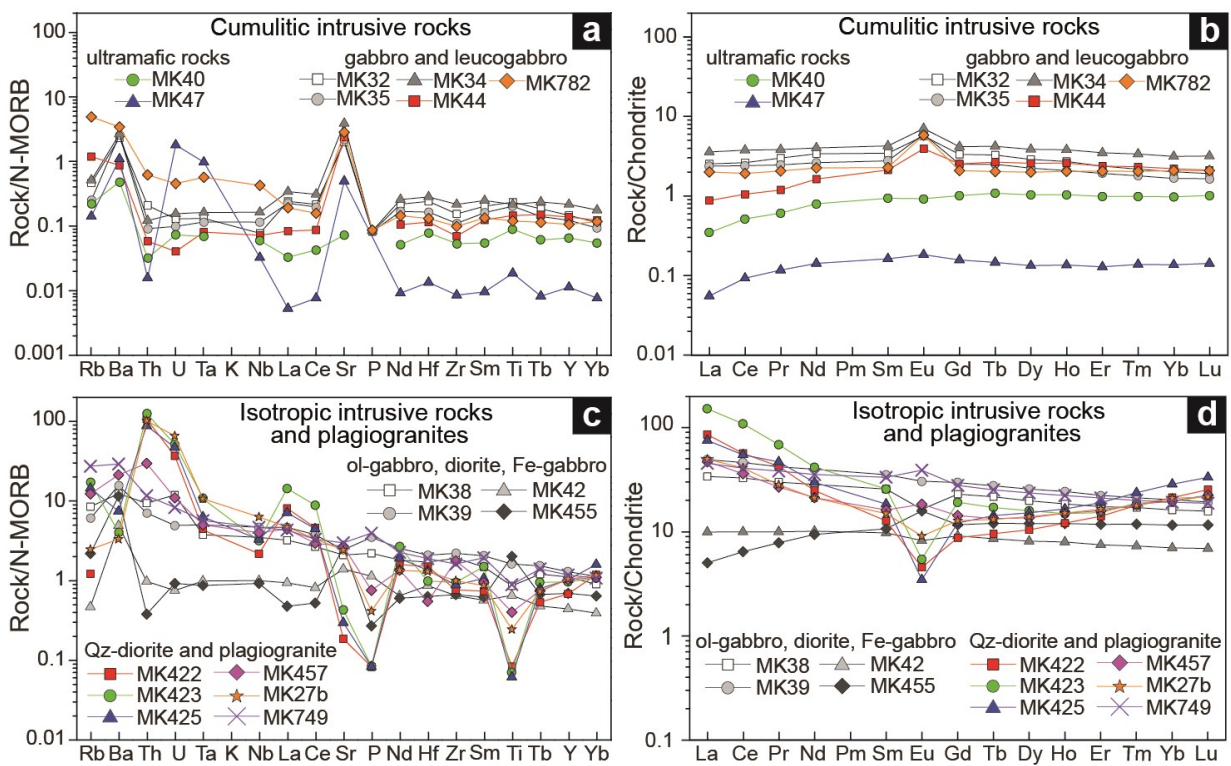 Cumulitic intrusive rocks
a
ultramafic rocks
gabbro and leucogabbro
MK40
MK32
MK34
MK782
MK47
MK35
MK44
Rock/N-MORB
100
10
1
0.1
0.01
0.001
Rb Ba Th U Ta K Nb La Ce Sr P Nd Hf Zr Sm Ti Tb Y Yb
Cumulitic intrusive rocks
b
ultramafic rocks
gabbro and leucogabbro
MK40
MK32
MK34
MK782
MK47
MK35
MK44
Rock/Chondrite
100
10
1
0.1
0.01
La Ce Pr Nd Pm Sm Eu Gd Tb Dy Ho Er Tm Yb Lu
Isotropic intrusive rocks
and plagiogranites
c
ol-gabbro, diorite, Fe-gabbro
MK38
MK42
MK39
MK455
Qz-diorite and plagiogranite
MK422
MK457
MK423
MK27b
MK425
MK749
Rock/N-MORB
100
10
1
0.1
0.01
Rb Ba Th U Ta K Nb La Ce Sr P Nd Hf Zr Sm Ti Tb Y Yb
Isotropic intrusive rocks
and plagiogranites
d
ol-gabbro, diorite, Fe-gabbro
MK38
MK42
MK39
MK455
Qz-diorite and plagiogranite
MK422
MK457
MK423
MK27b
MK425
MK749
Rock/Chondrite
100
10
1
0.1
La Ce Pr Nd Pm Sm Eu Gd Tb Dy Ho Er Tm Yb Lu